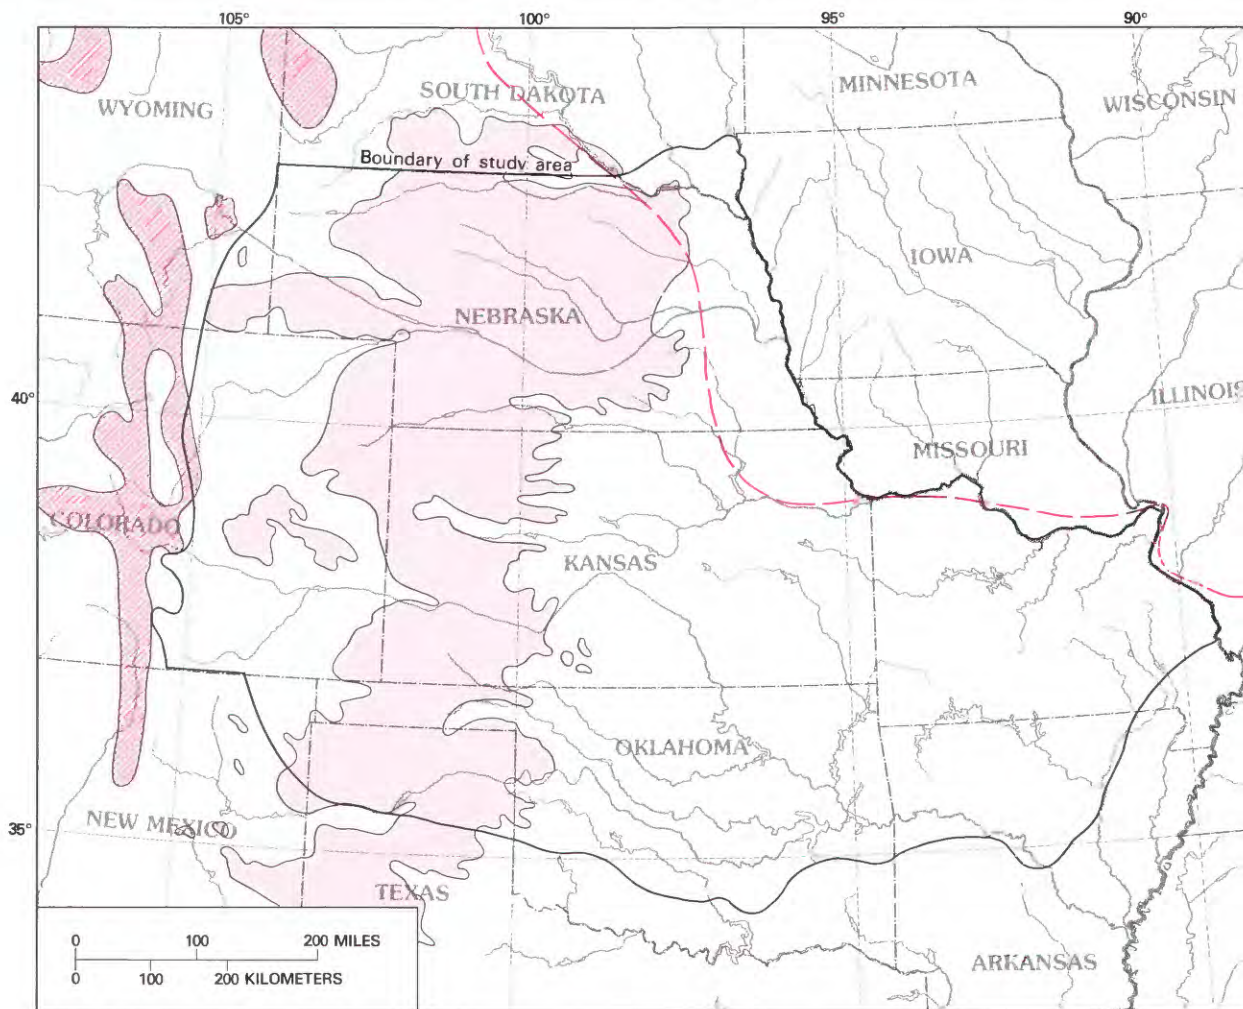 105° 100° 95° 90°
SOUTH DAKOTA
MINNESOTA
WISCONSIN
WYOMING
Boundary of study area
IOWA
NEBRASKA
40°
ILLINOIS
MISSOURI
COLORADO
KANSAS
OKLAHOMA
35°
NEW MEXICO
TEXAS
0 100 200 MILES
0 100 200 KILOMETERS
ARKANSAS